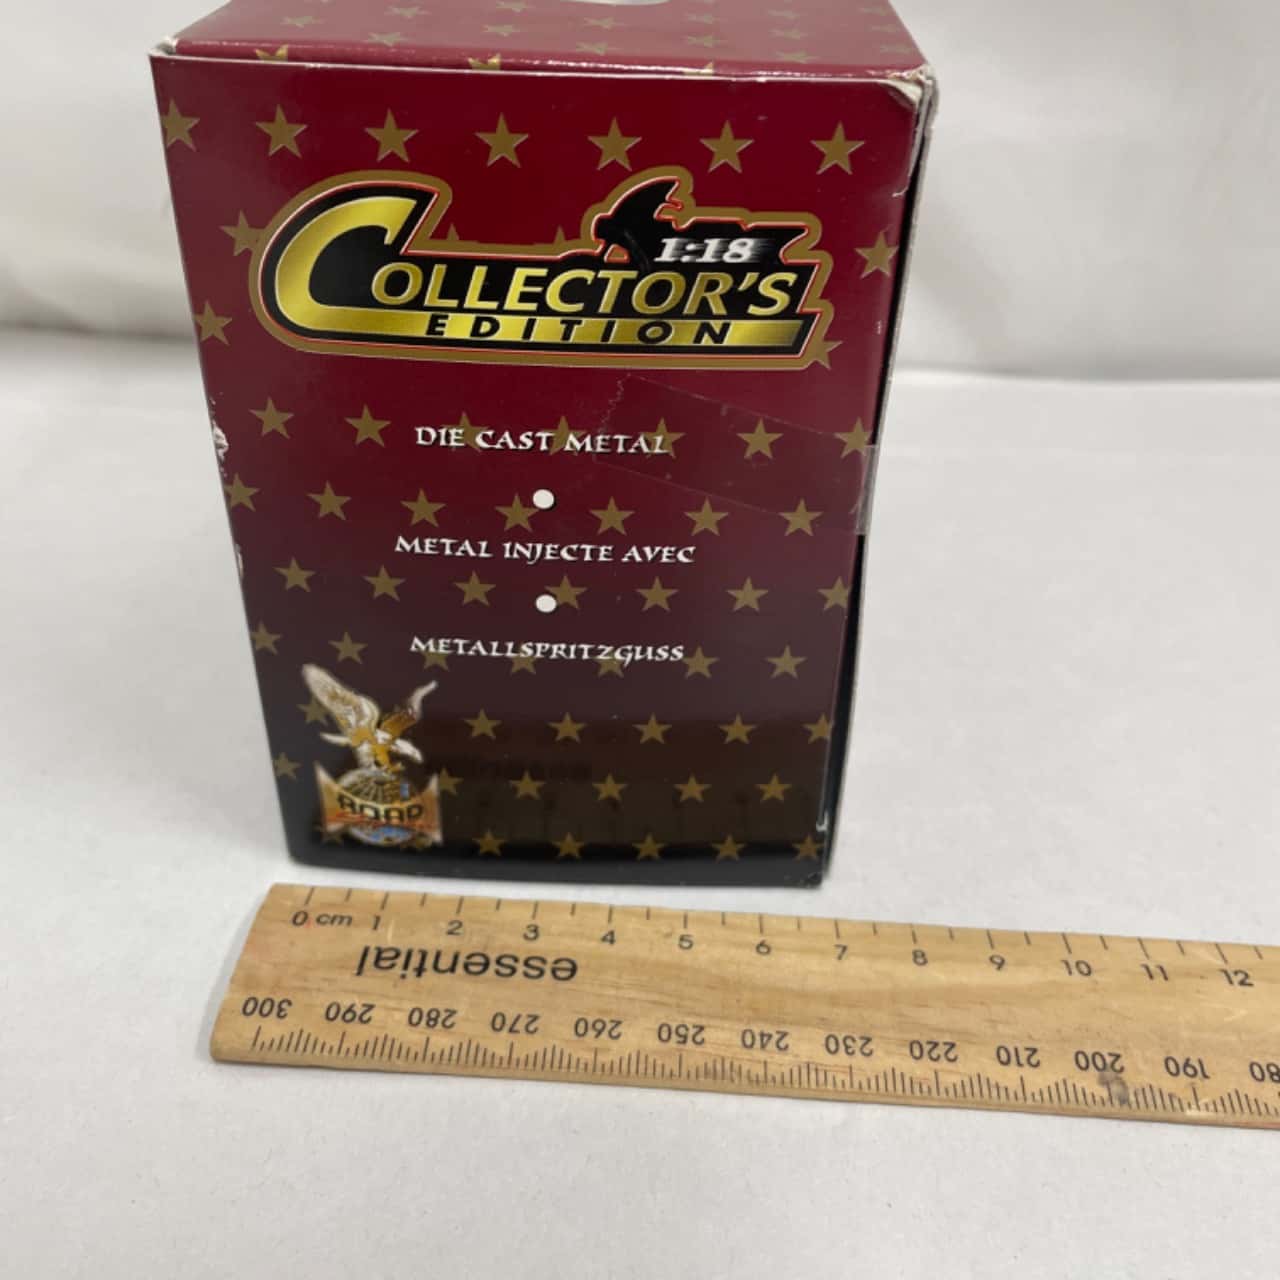 1:18
COLLECTOR'S
EDITION
DIE CAST METAL
METAL INJECTE AVEC
METALLSPRITZGUSS
ROAD
0 cm 1 2 3 4 5 6 7 8 9 10 11 12
essential
300 290 280 270 260 250 240 230 220 210 200 190